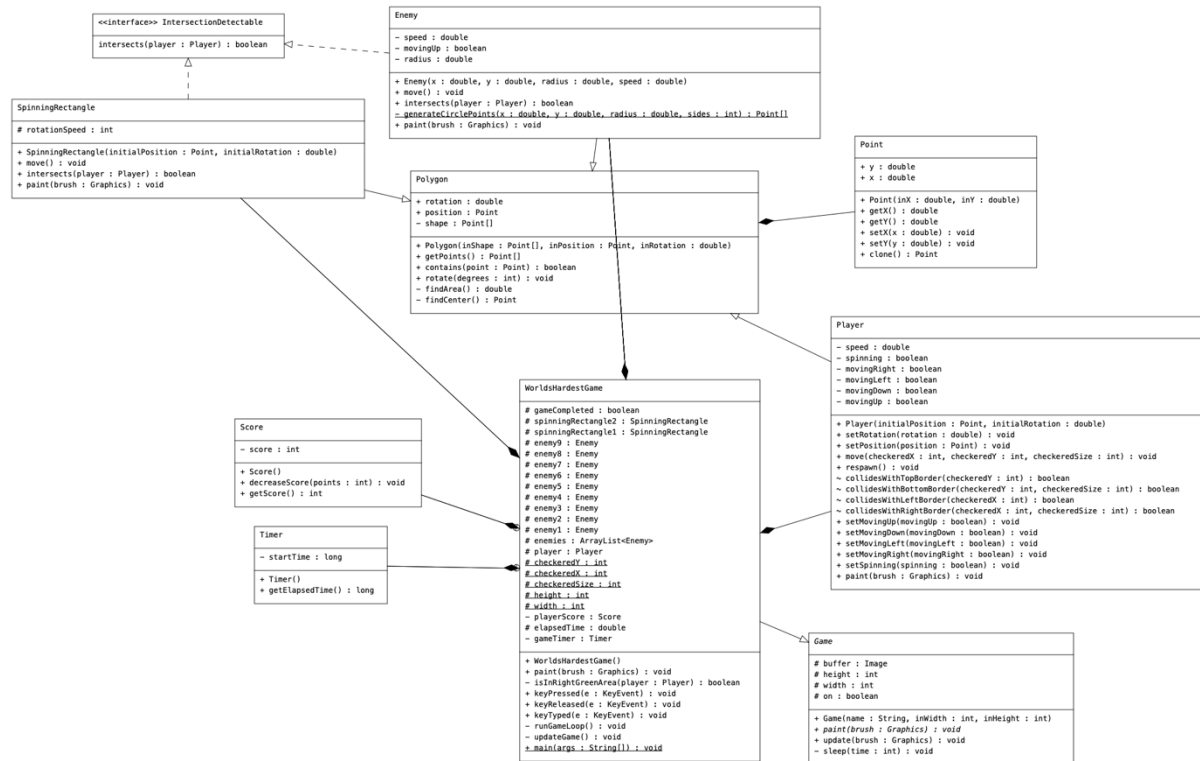 <<interface>> IntersectionDetectable
intersects(player : Player) : boolean
Enemy
− speed : double
− movingUp : boolean
− radius : double
+ Enemy(x : double, y : double, radius : double, speed : double)
+ move() : void
+ intersects(player : Player) : boolean
− generateCirclePoints(x : double, y : double, radius : double, sides : int) : Point[]
+ paint(brush : Graphics) : void
SpinningRectangle
# rotationSpeed : int
+ SpinningRectangle(initialPosition : Point, initialRotation : double)
+ move() : void
+ intersects(player : Player) : boolean
+ paint(brush : Graphics) : void
Point
+ y : double
+ x : double
+ Point(inX : double, inY : double)
+ getX() : double
+ getY() : double
+ setX(x : double) : void
+ setY(y : double) : void
+ clone() : Point
Polygon
+ rotation : double
+ position : Point
− shape : Point[]
+ Polygon(inShape : Point[], inPosition : Point, inRotation : double)
+ getPoints() : Point[]
+ contains(point : Point) : boolean
+ rotate(degrees : int) : void
− findArea() : double
− findCenter() : Point
Player
− speed : double
− spinning : boolean
− movingRight : boolean
− movingLeft : boolean
− movingDown : boolean
− movingUp : boolean
+ Player(initialPosition : Point, initialRotation : double)
+ setRotation(rotation : double) : void
+ setPosition(position : Point) : void
+ move(checkeredX : int, checkeredY : int, checkeredSize : int) : void
+ respawn() : void
~ collidesWithTopBorder(checkeredY : int) : boolean
~ collidesWithBottomBorder(checkeredY : int, checkeredSize : int) : boolean
~ collidesWithLeftBorder(checkeredX : int) : boolean
~ collidesWithRightBorder(checkeredX : int, checkeredSize : int) : boolean
+ setMovingUp(movingUp : boolean) : void
+ setMovingDown(movingDown : boolean) : void
+ setMovingLeft(movingLeft : boolean) : void
+ setMovingRight(movingRight : boolean) : void
+ setSpinning(spinning : boolean) : void
+ paint(brush : Graphics) : void
WorldsHardestGame
# gameCompleted : boolean
# spinningRectangle2 : SpinningRectangle
# spinningRectangle1 : SpinningRectangle
# enemy9 : Enemy
# enemy8 : Enemy
# enemy7 : Enemy
# enemy6 : Enemy
# enemy5 : Enemy
# enemy4 : Enemy
# enemy3 : Enemy
# enemy2 : Enemy
# enemy1 : Enemy
# enemies : ArrayList<Enemy>
# player : Player
# checkeredY : int
# checkeredX : int
# checkeredSize : int
# height : int
# width : int
− playerScore : Score
# elapsedTime : double
− gameTimer : Timer
+ WorldsHardestGame()
+ paint(brush : Graphics) : void
− isInRightGreenArea(player : Player) : boolean
+ keyPressed(e : KeyEvent) : void
+ keyReleased(e : KeyEvent) : void
+ keyTyped(e : KeyEvent) : void
− runGameLoop() : void
− updateGame() : void
+ main(args : String[]) : void
Score
− score : int
+ Score()
+ decreaseScore(points : int) : void
+ getScore() : int
Timer
− startTime : long
+ Timer()
+ getElapsedTime() : long
Game
# buffer : Image
# height : int
# width : int
# on : boolean
+ Game(name : String, inWidth : int, inHeight : int)
+ paint(brush : Graphics) : void
+ update(brush : Graphics) : void
− sleep(time : int) : void